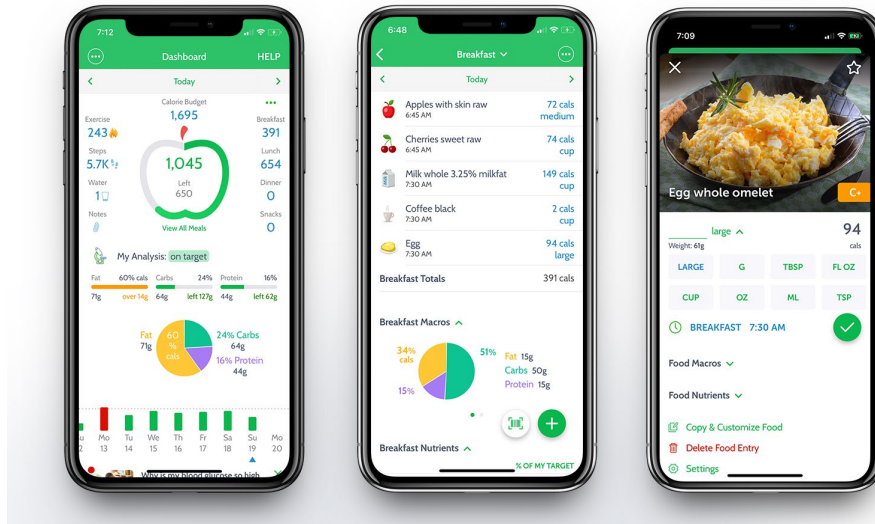 7:12
Dashboard HELP
Today
Calorie Budget
1,695
Exercise
243
Breakfast
391
Steps
5.7K
1,045
Lunch
654
Left
650
Water
1
Dinner
0
Notes
View All Meals
Snacks
0
My Analysis: on target
Fat 60% cals Carbs 24% Protein 16%
71g over 14g 64g left 127g 44g left 62g
Fat
71g
60
%
cals
24% Carbs
64g
16% Protein
44g
Mo Tu We Th Fr Sa Su Mo
13 14 15 16 17 18 19 20
Why is my blood glucose so high
6:48
Breakfast
Today
Apples with skin raw 72 cals
6:45 AM medium
Cherries sweet raw 74 cals
6:45 AM cup
Milk whole 3.25% milkfat 149 cals
7:30 AM cup
Coffee black 2 cals
7:30 AM cup
Egg 94 cals
7:30 AM large
Breakfast Totals 391 cals
Breakfast Macros
34%
cals
51%
15%
Fat 15g
Carbs 50g
Protein 15g
Breakfast Nutrients
% OF MY TARGET
7:09
Egg whole omelet C+
large 94
Weight: 61g cals
LARGE G TBSP FL OZ
CUP OZ ML TSP
BREAKFAST 7:30 AM
Food Macros
Food Nutrients
Copy & Customize Food
Delete Food Entry
Settings